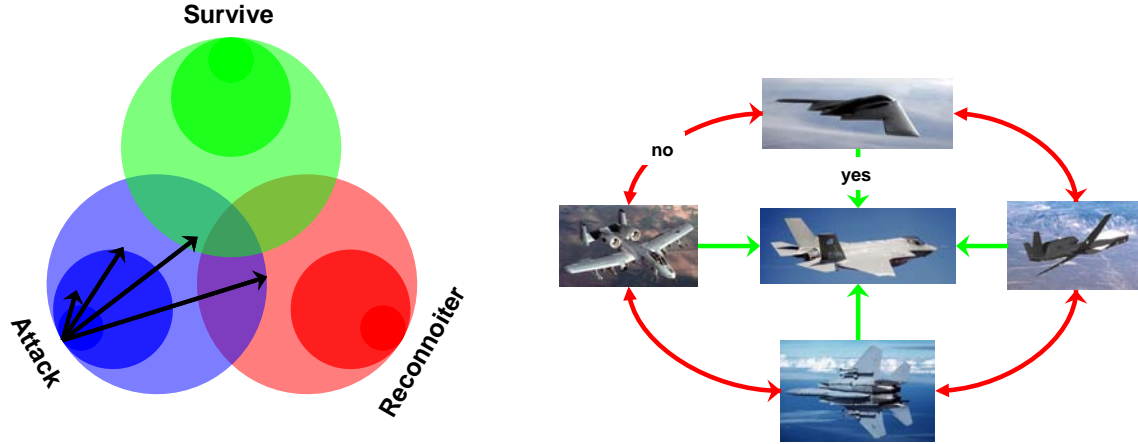 Survive
Attack
Reconnoiter
no
yes